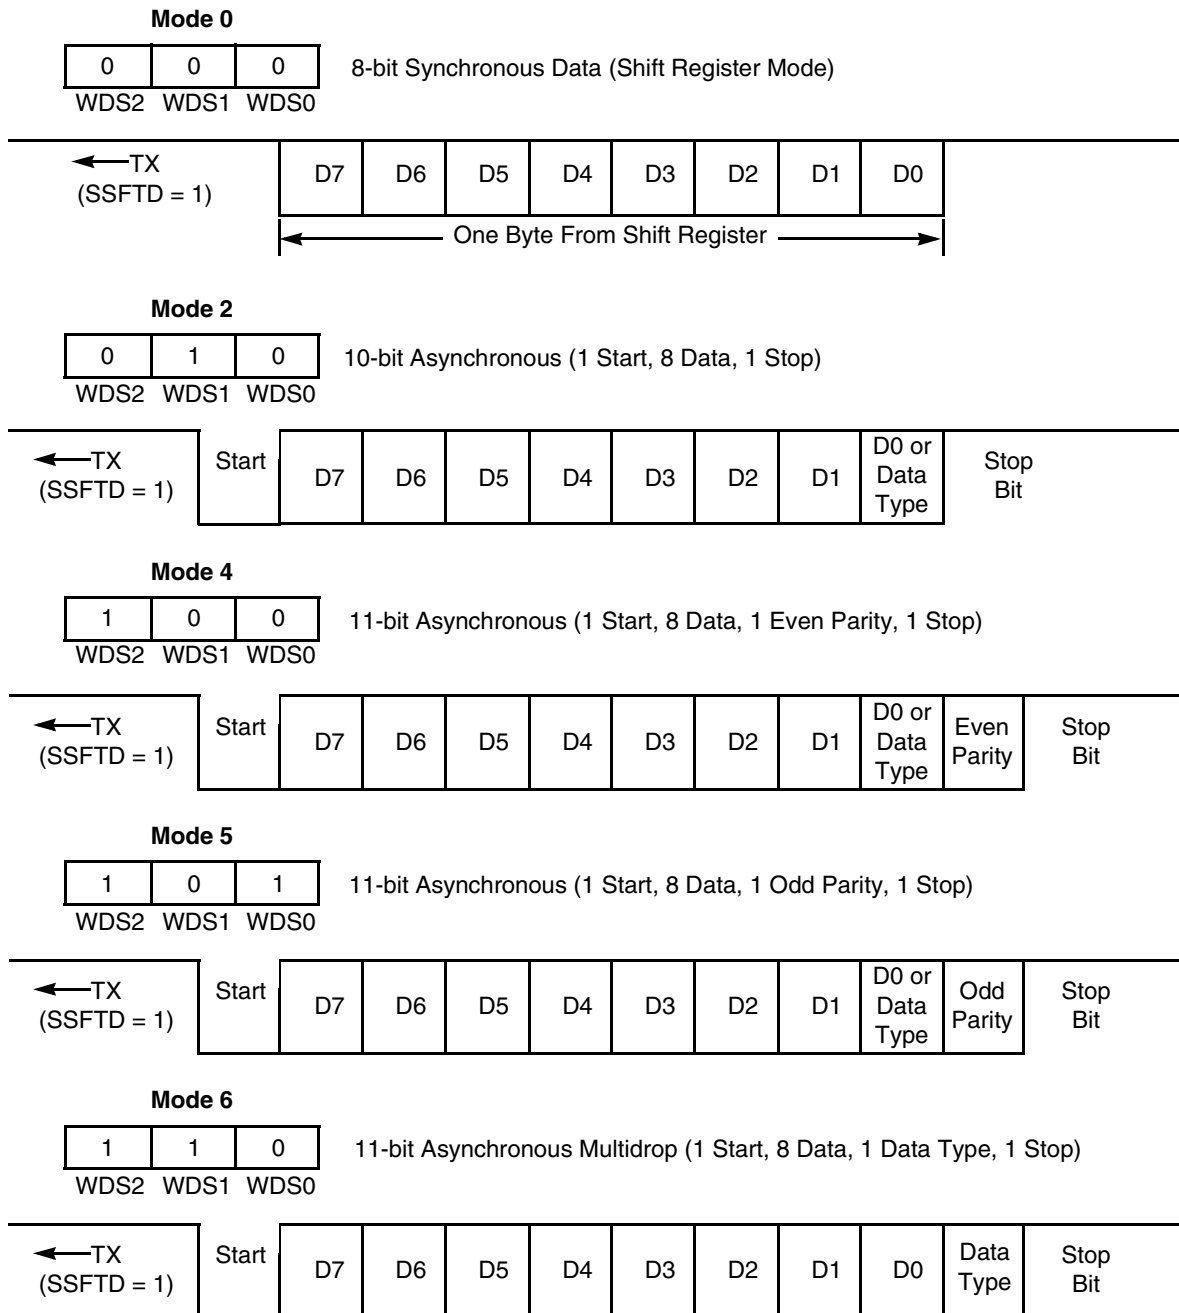 Mode 0
0 0 0 8-bit Synchronous Data (Shift Register Mode)
WDS2 WDS1 WDS0
TX
(SSFTD = 1)
D7 D6 D5 D4 D3 D2 D1 D0
One Byte From Shift Register
Mode 2
0 1 0 10-bit Asynchronous (1 Start, 8 Data, 1 Stop)
WDS2 WDS1 WDS0
TX
(SSFTD = 1)
Start D7 D6 D5 D4 D3 D2 D1
D0 or
Data
Type
Stop
Bit
Mode 4
1 0 0 11-bit Asynchronous (1 Start, 8 Data, 1 Even Parity, 1 Stop)
WDS2 WDS1 WDS0
TX
(SSFTD = 1)
Start D7 D6 D5 D4 D3 D2 D1
D0 or
Data
Type
Even
Parity
Stop
Bit
Mode 5
1 0 1 11-bit Asynchronous (1 Start, 8 Data, 1 Odd Parity, 1 Stop)
WDS2 WDS1 WDS0
TX
(SSFTD = 1)
Start D7 D6 D5 D4 D3 D2 D1
D0 or
Data
Type
Odd
Parity
Stop
Bit
Mode 6
1 1 0 11-bit Asynchronous Multidrop (1 Start, 8 Data, 1 Data Type, 1 Stop)
WDS2 WDS1 WDS0
TX
(SSFTD = 1)
Start D7 D6 D5 D4 D3 D2 D1 D0
Data
Type
Stop
Bit